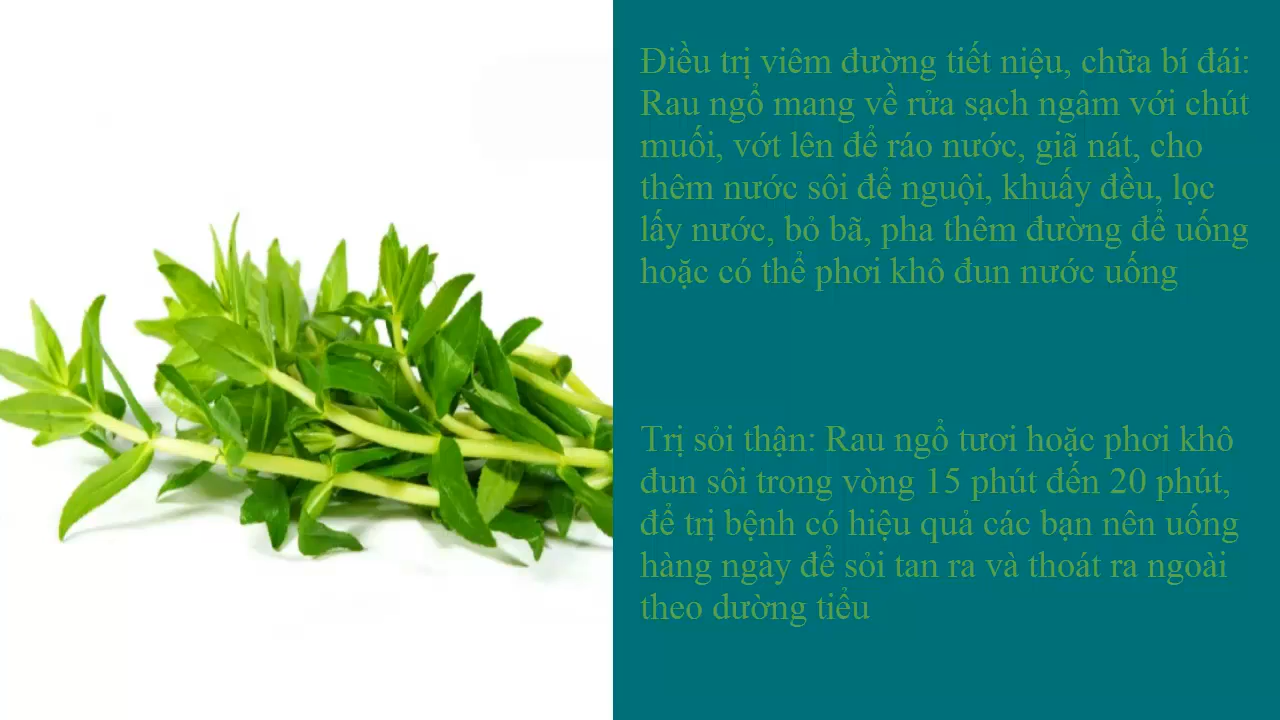 Điều trị viêm đường tiết niệu, chữa bí đái:
Rau ngổ mang về rửa sạch ngâm với chút
muối, vớt lên để ráo nước, giã nát, cho
thêm nước sôi để nguội, khuấy đều, lọc
lấy nước, bỏ bã, pha thêm đường để uống
hoặc có thể phơi khô đun nước uống
Trị sỏi thận: Rau ngổ tươi hoặc phơi khô
đun sôi trong vòng 15 phút đến 20 phút,
để trị bệnh có hiệu quả các bạn nên uống
hàng ngày để sỏi tan ra và thoát ra ngoài
theo dường tiểu